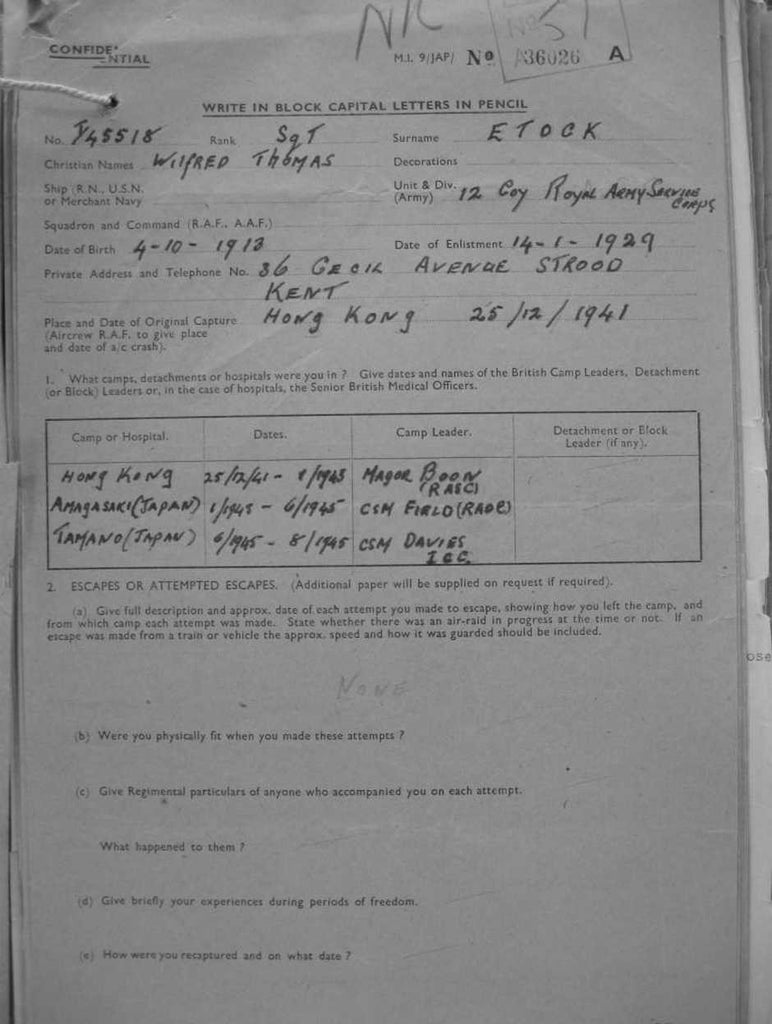 NR
No 51
CONFIDE-
NTIAL
M.I. 9/JAP/ No A36026 A
WRITE IN BLOCK CAPITAL LETTERS IN PENCIL
No. T45518 Rank SgT Surname ETOCK
Christian Names WILFRED THOMAS Decorations
Ship (R.N., U.S.N. or Merchant Navy
Unit & Div. (Army) 12 Coy ROYAL ARMY SERVICE CORPS
Squadron and Command (R.A.F., A.A.F.)
Date of Birth 4-10-1913 Date of Enlistment 14-1-1929
Private Address and Telephone No. 36 CECIL AVENUE STROOD
KENT
Place and Date of Original Capture HONG KONG 25/12/1941
(Aircrew R.A.F. to give place
and date of a/c crash).
1. What camps, detachments or hospitals were you in ? Give dates and names of the British Camp Leaders, Detachment
(or Block) Leaders or, in the case of hospitals, the Senior British Medical Officers.
Camp or Hospital. Dates. Camp Leader. Detachment or Block
Leader (if any).
HONG KONG 25/12/41 - 1/1943 MAJOR BOON
(RASC)
AMAGASAKI (JAPAN) 1/1943 - 6/1945 CSM FIELD (RAOC)
TAMANO (JAPAN) 6/1945 - 8/1945 CSM DAVIES
2. ESCAPES OR ATTEMPTED ESCAPES. (Additional paper will be supplied on request if required).
(a) Give full description and approx. date of each attempt you made to escape, showing how you left the camp, and
from which camp each attempt was made. State whether there was an air-raid in progress at the time or not. If an
escape was made from a train or vehicle the approx. speed and how it was guarded should be included.
ose
NONE
(b) Were you physically fit when you made these attempts ?
(c) Give Regimental particulars of anyone who accompanied you on each attempt.
What happened to them ?
(d) Give briefly your experiences during periods of freedom.
(e) How were you recaptured and on what date ?